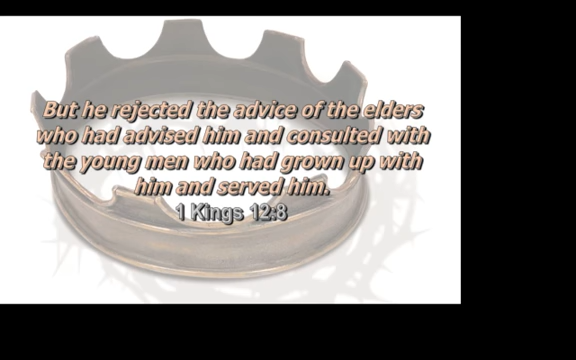 But he rejected the advice of the elders
who had advised him and consulted with
the young men who had grown up with
him and served him.
1 Kings 12:8